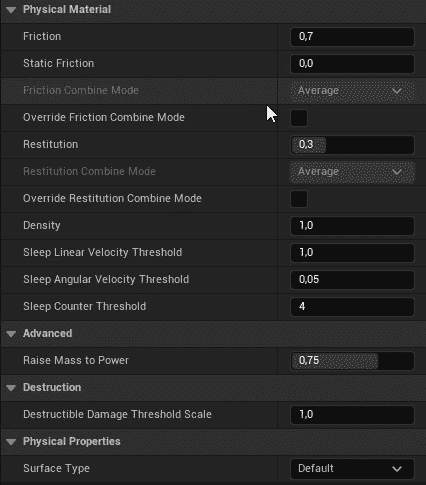 Physical Material
Friction 0,7
Static Friction 0,0
Friction Combine Mode Average
Override Friction Combine Mode
Restitution 0,3
Restitution Combine Mode Average
Override Restitution Combine Mode
Density 1,0
Sleep Linear Velocity Threshold 1,0
Sleep Angular Velocity Threshold 0,05
Sleep Counter Threshold 4
Advanced
Raise Mass to Power 0,75
Destruction
Destructible Damage Threshold Scale 1,0
Physical Properties
Surface Type Default